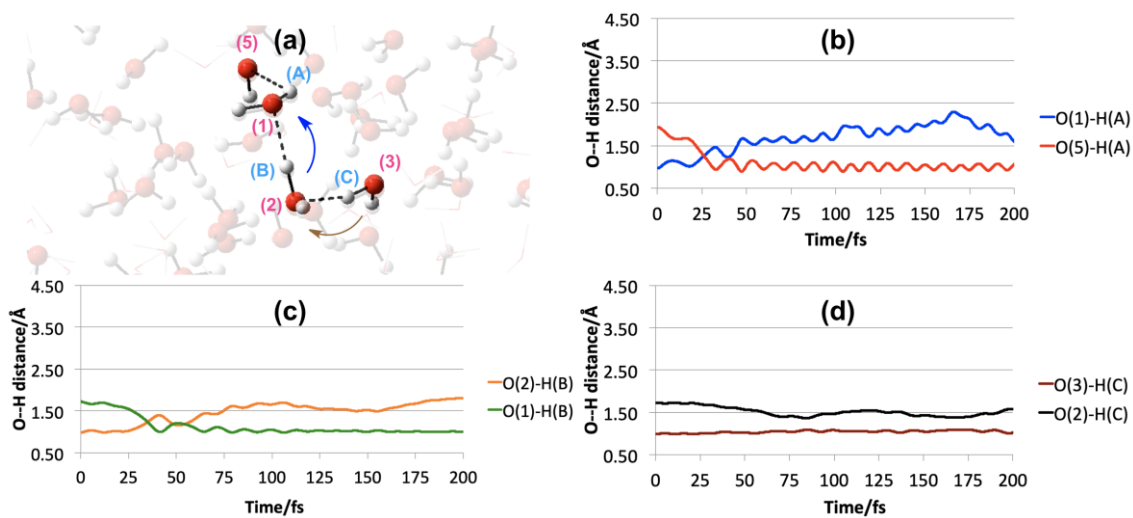 (a)
(5)
(A)
(1)
(B)
(C)
(3)
(2)
(b)
O--H distance/Å
4.50
3.50
2.50
1.50
0.50
0 25 50 75 100 125 150 175 200
Time/fs
O(1)-H(A)
O(5)-H(A)
(c)
O--H distance/Å
4.50
3.50
2.50
1.50
0.50
0 25 50 75 100 125 150 175 200
Time/fs
O(2)-H(B)
O(1)-H(B)
(d)
O--H distance/Å
4.50
3.50
2.50
1.50
0.50
0 25 50 75 100 125 150 175 200
Time/fs
O(3)-H(C)
O(2)-H(C)